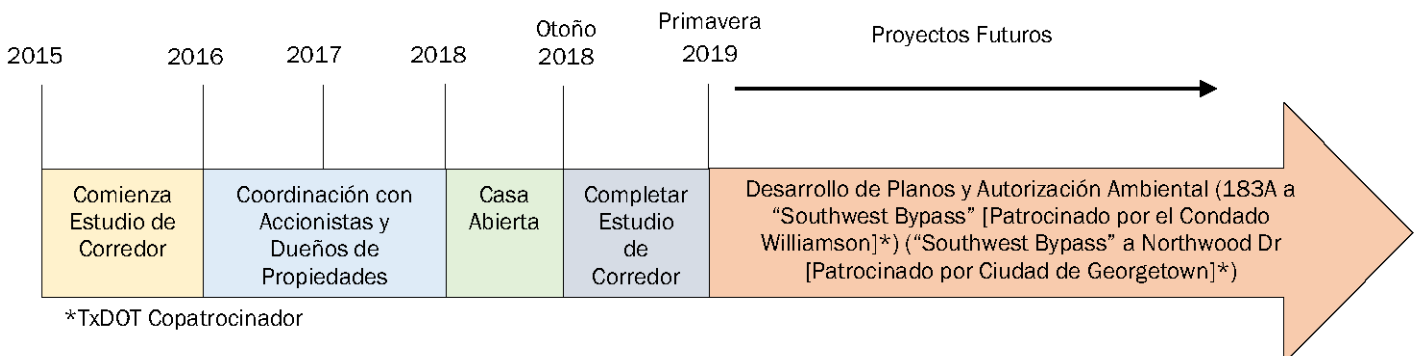 2015
2016
2017
2018
Otoño
2018
Primavera
2019
Proyectos Futuros
Comienza
Estudio de
Corredor
Coordinación con
Accionistas y
Dueños de
Propiedades
Casa
Abierta
Completar
Estudio
de
Corredor
Desarrollo de Planos y Autorización Ambiental (183A a
“Southwest Bypass” [Patrocinado por el Condado
Williamson]*) (“Southwest Bypass” a Northwood Dr
[Patrocinado por Ciudad de Georgetown]*)
*TxDOT Copatrocinador